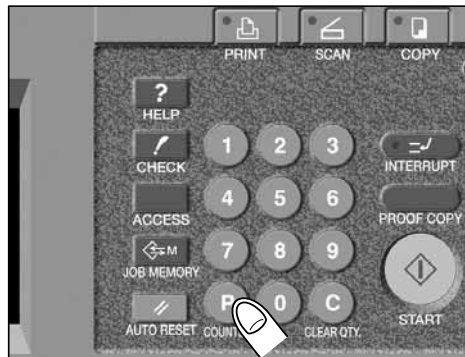 PRINT SCAN COPY
?
HELP
CHECK
ACCESS
M
JOB MEMORY
AUTO RESET
1 2 3
4 5 6
7 8 9
P 0 C
COUNT CLEAR QTY.
INTERRUPT
PROOF COPY
START